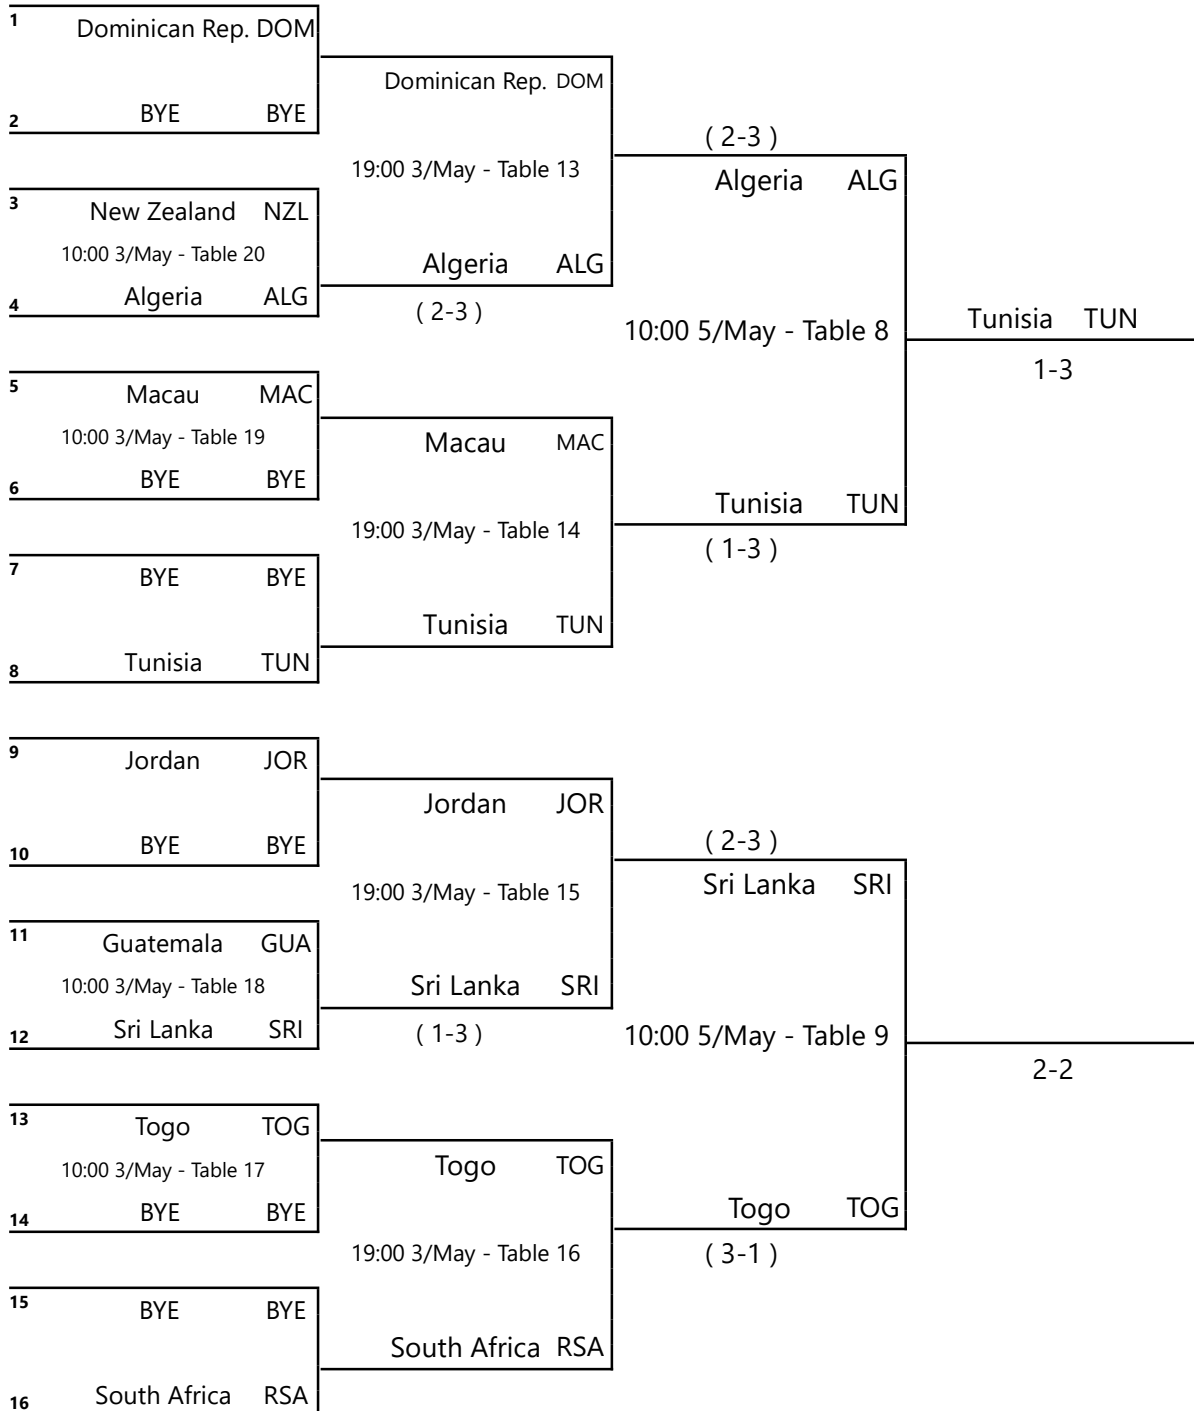 1 Dominican Rep. DOM
2 BYE BYE
3 New Zealand NZL
10:00 3/May - Table 20
4 Algeria ALG
5 Macau MAC
10:00 3/May - Table 19
6 BYE BYE
7 BYE BYE
8 Tunisia TUN
9 Jordan JOR
10 BYE BYE
11 Guatemala GUA
10:00 3/May - Table 18
12 Sri Lanka SRI
13 Togo TOG
10:00 3/May - Table 17
14 BYE BYE
15 BYE BYE
16 South Africa RSA
Dominican Rep. DOM
19:00 3/May - Table 13
Algeria ALG
( 2-3 )
Macau MAC
19:00 3/May - Table 14
Tunisia TUN
Jordan JOR
19:00 3/May - Table 15
Sri Lanka SRI
( 1-3 )
Togo TOG
19:00 3/May - Table 16
South Africa RSA
( 2-3 )
Algeria ALG
10:00 5/May - Table 8
Tunisia TUN
( 1-3 )
( 2-3 )
Sri Lanka SRI
10:00 5/May - Table 9
Togo TOG
( 3-1 )
Tunisia TUN
1-3
2-2